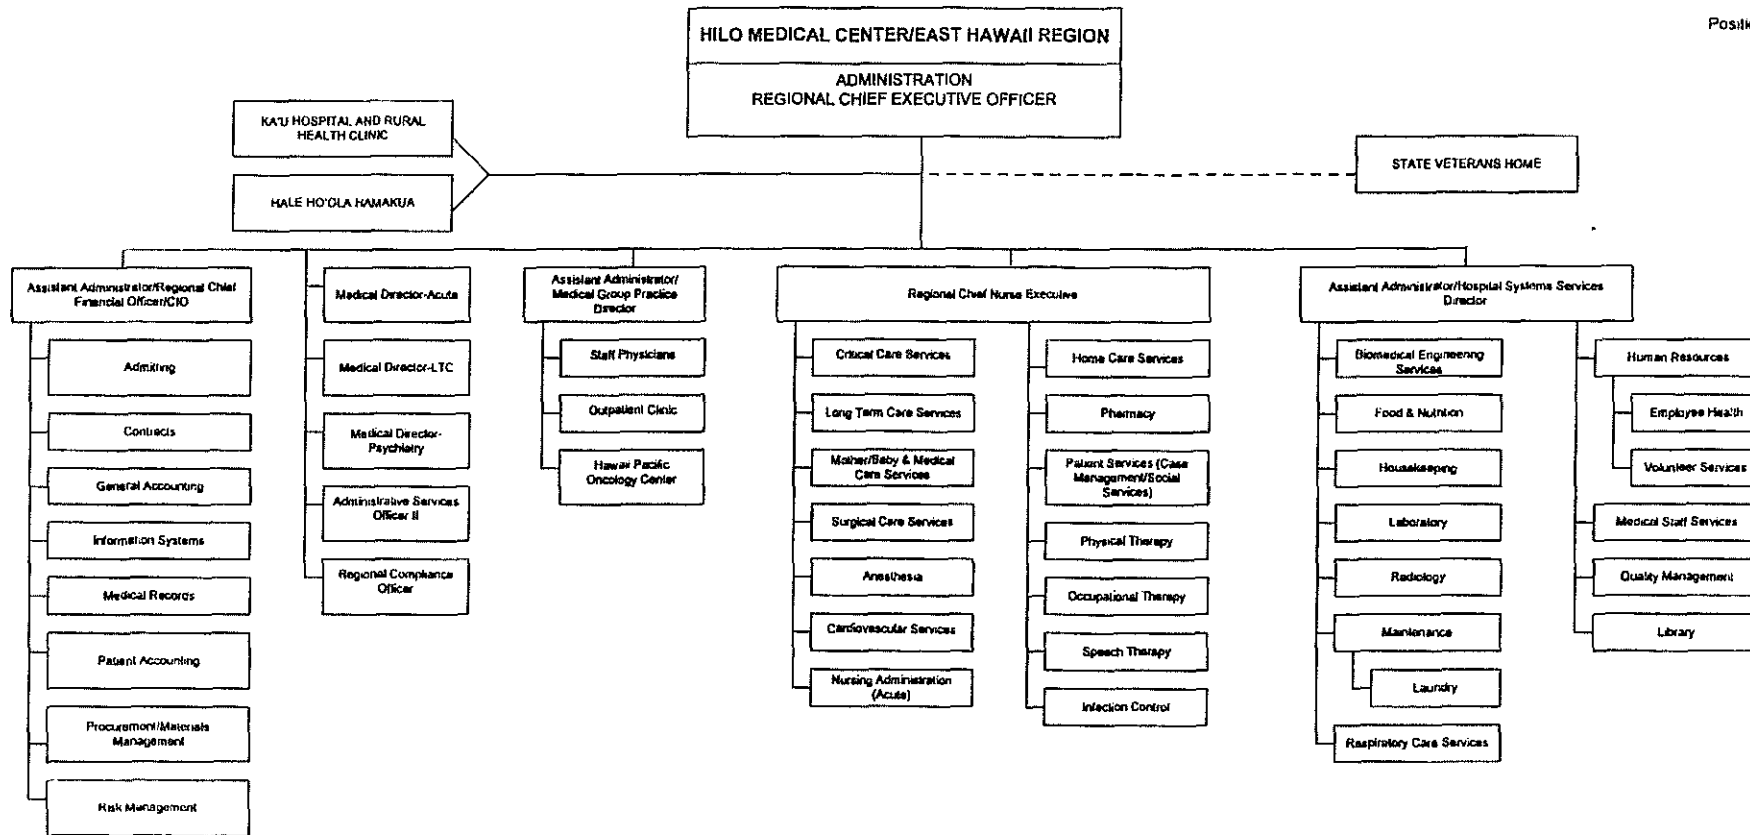 Positi
HILO MEDICAL CENTER/EAST HAWAII REGION
ADMINISTRATION
REGIONAL CHIEF EXECUTIVE OFFICER
KA'U HOSPITAL AND RURAL
HEALTH CLINIC
STATE VETERANS HOME
HALE HO'OLA HAMAKUA
Assistant Administrator/Regional Chief
Financial Officer/CIO
Admitting
Contracts
General Accounting
Information Systems
Medical Records
Patient Accounting
Procurement/Materials
Management
Risk Management
Medical Director-Acute
Medical Director-LTC
Medical Director-
Psychiatry
Administrative Services
Officer II
Regional Compliance
Officer
Assistant Administrator/
Medical Group Practice
Director
Staff Physicians
Outpatient Clinic
Hawaii Pacific
Oncology Center
Regional Chief Nurse Executive
Critical Care Services
Long Term Care Services
Mother/Baby & Medical
Care Services
Surgical Care Services
Anesthesia
Cardiovascular Services
Nursing Administration
(Acute)
Home Care Services
Pharmacy
Patient Services (Case
Management/Social
Services)
Physical Therapy
Occupational Therapy
Speech Therapy
Infection Control
Assistant Administrator/Hospital Systems Services
Director
Biomedical Engineering
Services
Food & Nutrition
Housekeeping
Laboratory
Radiology
Maintenance
Laundry
Respiratory Care Services
Human Resources
Employee Health
Volunteer Services
Medical Staff Services
Quality Management
Library